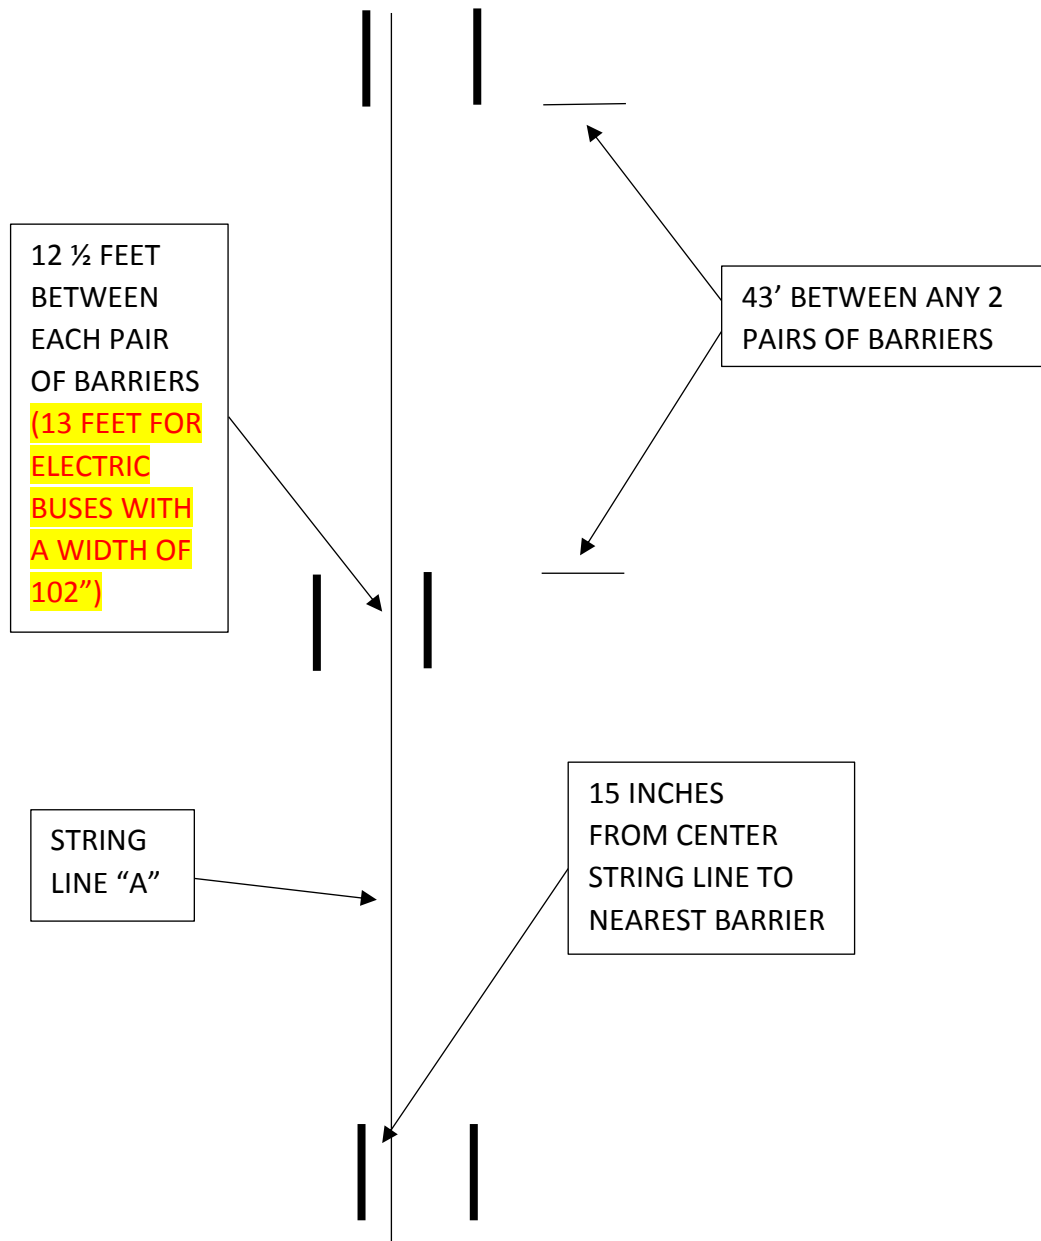 12 ½ FEET
BETWEEN
EACH PAIR
OF BARRIERS
(13 FEET FOR
ELECTRIC
BUSES WITH
A WIDTH OF
102”)
43’ BETWEEN ANY 2
PAIRS OF BARRIERS
STRING
LINE “A”
15 INCHES
FROM CENTER
STRING LINE TO
NEAREST BARRIER